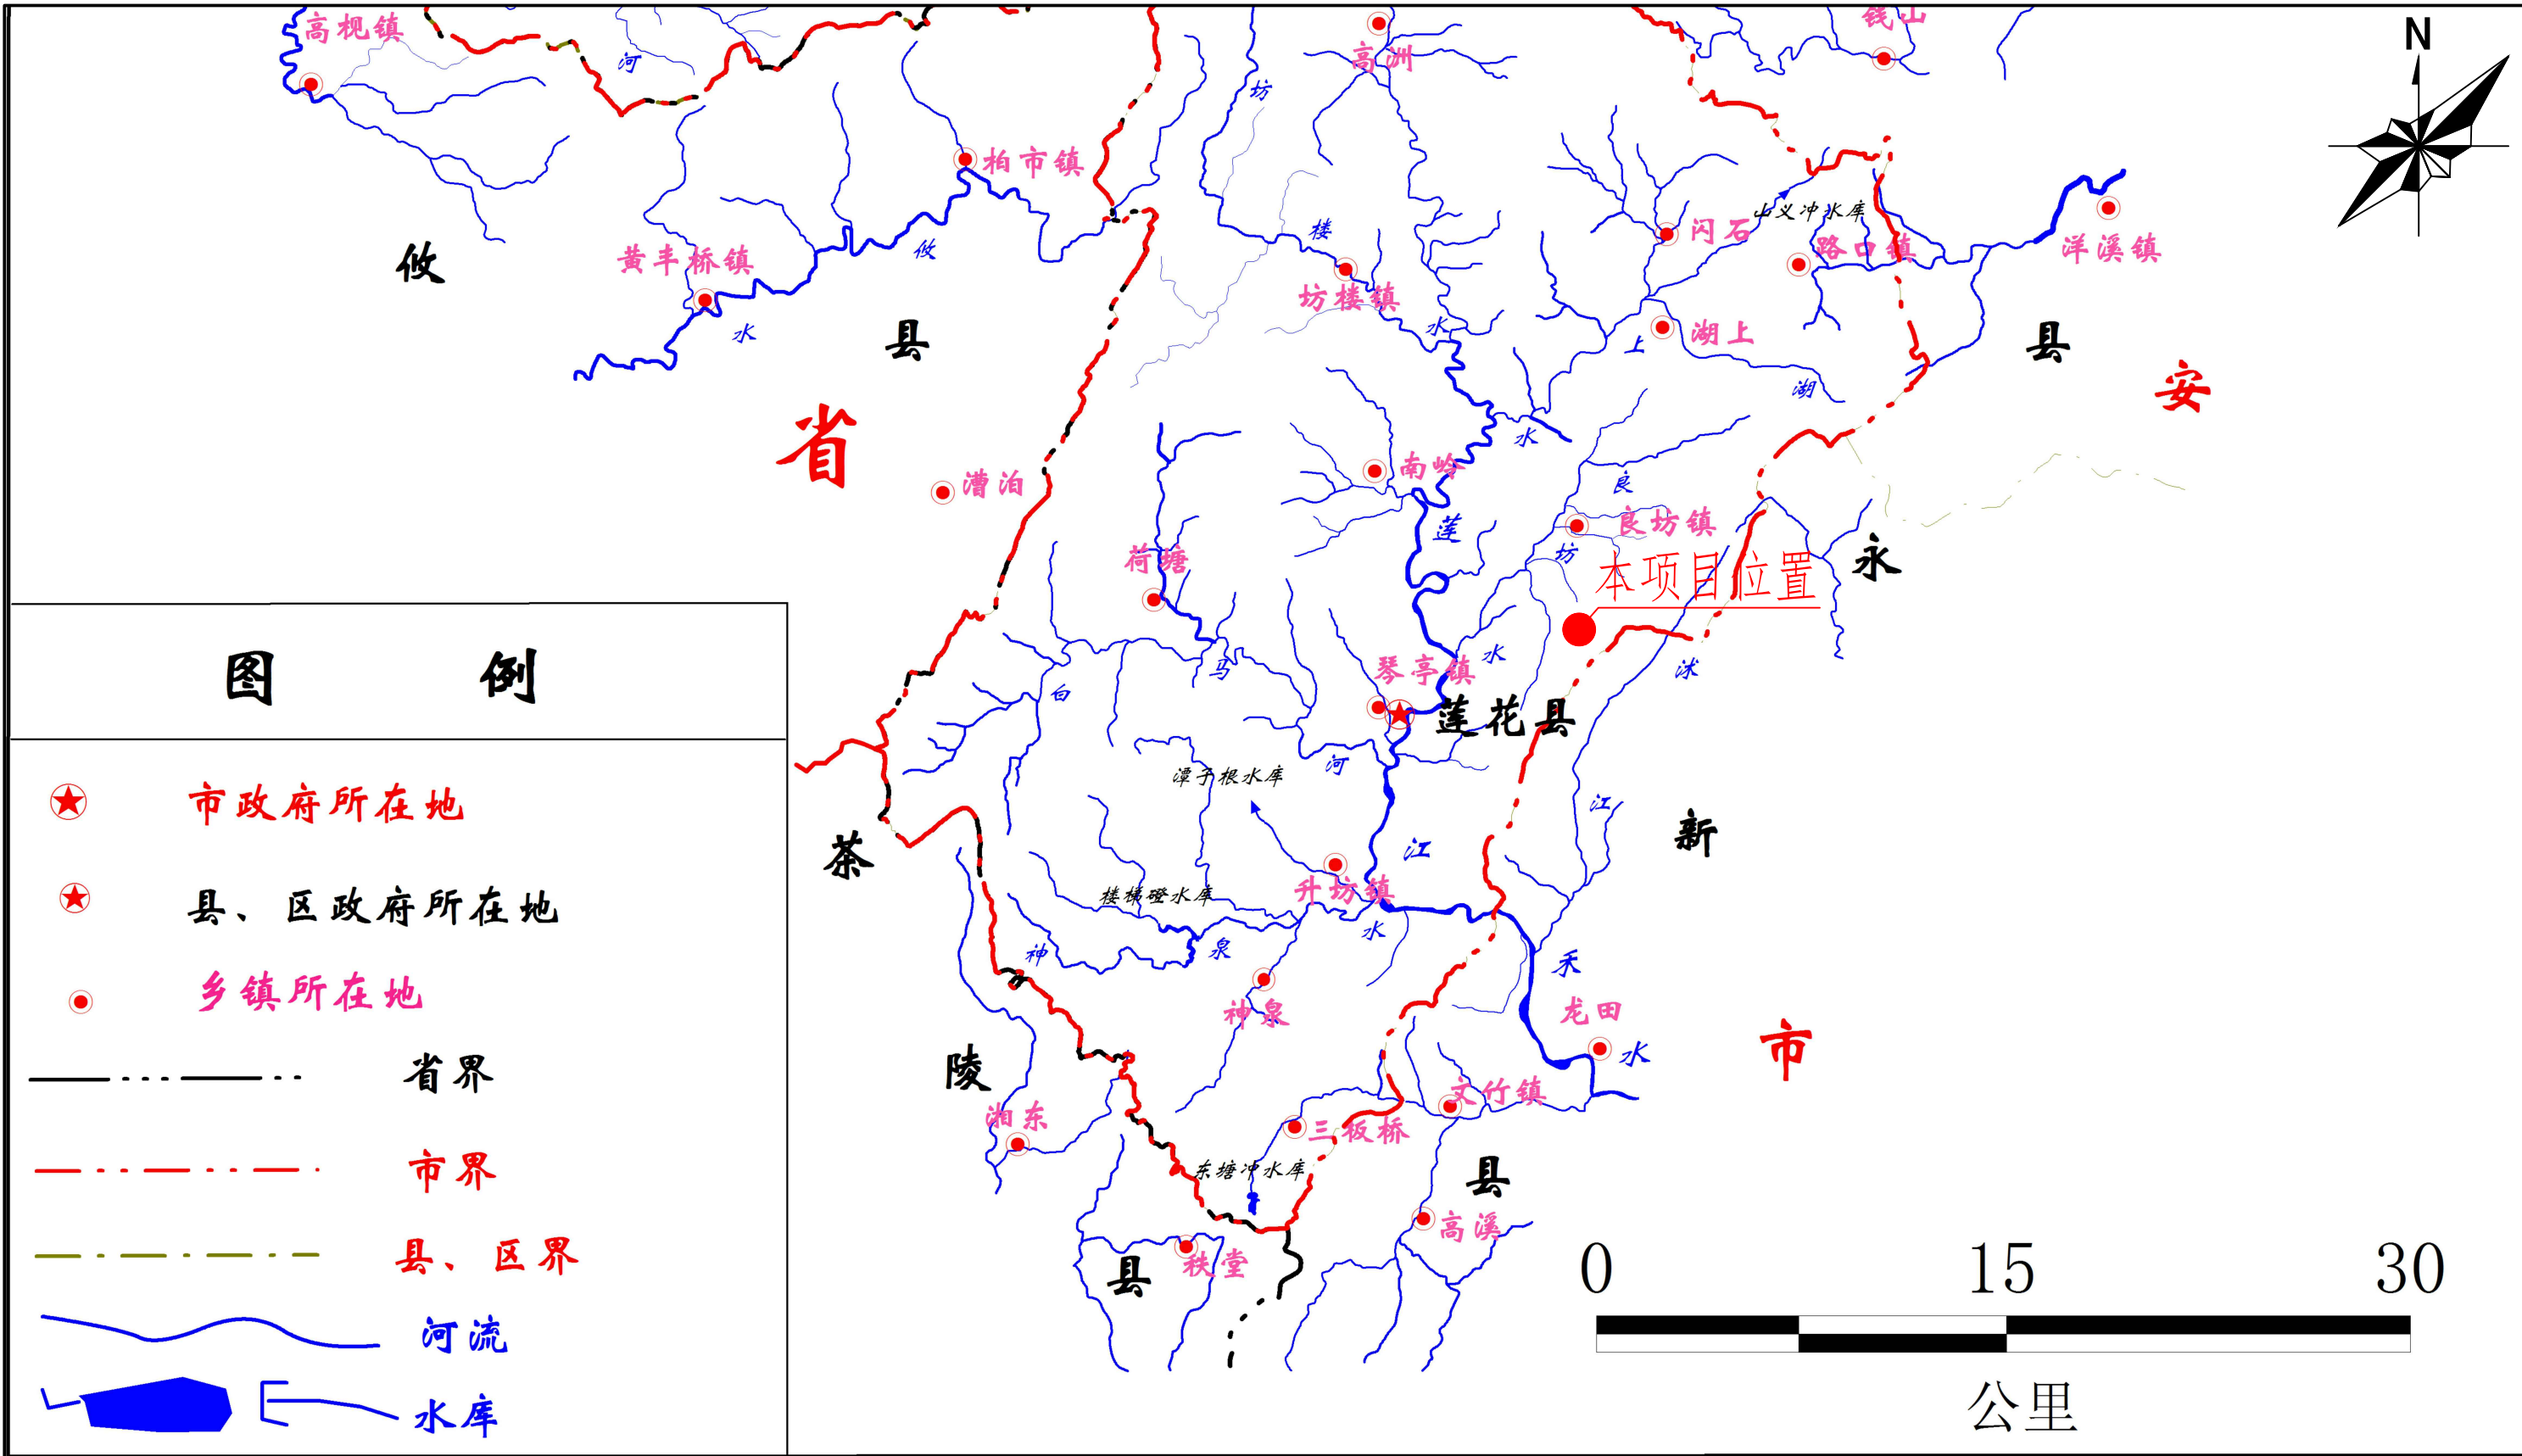 高枧镇
河
坊
高洲
钱山
N
柏市镇
攸
黄丰桥镇
攸
水
县
省
漕泊
楼
坊楼镇
水
闪石
山义冲水库
路口镇
洋溪镇
湖上
上
湖
水
县
安
南岭
莲
良
良坊镇
坊
本项目位置
永
荷塘
白
马
琴亭镇
水
莲花县
河
潭子根水库
江
升坊镇
楼梯磴水库
神
泉
水
神泉
江
新
禾
龙田
水
市
茶
陵
湘东
三板桥
文竹镇
东塘冲水库
县
高溪
县
秩堂
图例
市政府所在地
县、区政府所在地
乡镇所在地
省界
市界
县、区界
河流
水库
0 15 30
公里